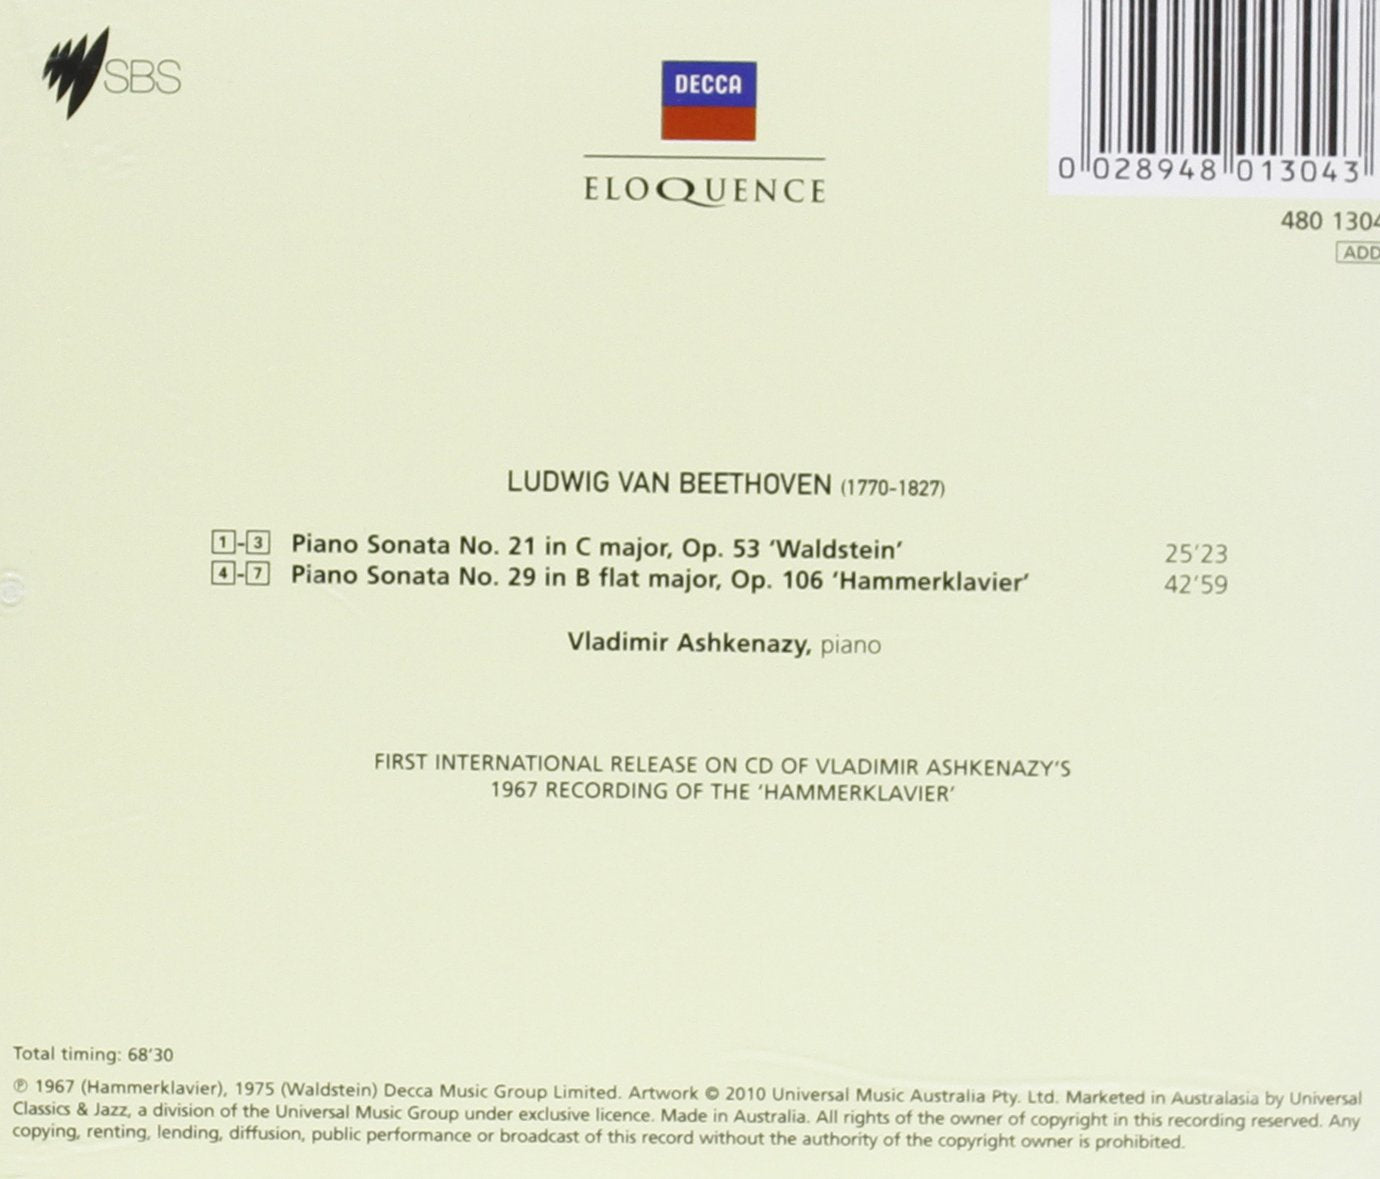 SBS
DECCA
ELOQUENCE
0 028948 013043
480 1304
ADD
LUDWIG VAN BEETHOVEN (1770-1827)
1-3 Piano Sonata No. 21 in C major, Op. 53 ‘Waldstein’ 25’23
4-7 Piano Sonata No. 29 in B flat major, Op. 106 ‘Hammerklavier’ 42’59
Vladimir Ashkenazy, piano
FIRST INTERNATIONAL RELEASE ON CD OF VLADIMIR ASHKENAZY’S
1967 RECORDING OF THE ‘HAMMERKLAVIER’
Total timing: 68’30
℗ 1967 (Hammerklavier), 1975 (Waldstein) Decca Music Group Limited. Artwork © 2010 Universal Music Australia Pty. Ltd. Marketed in Australasia by Universal
Classics & Jazz, a division of the Universal Music Group under exclusive licence. Made in Australia. All rights of the owner of copyright in this recording reserved. Any
copying, renting, lending, diffusion, public performance or broadcast of this record without the authority of the copyright owner is prohibited.